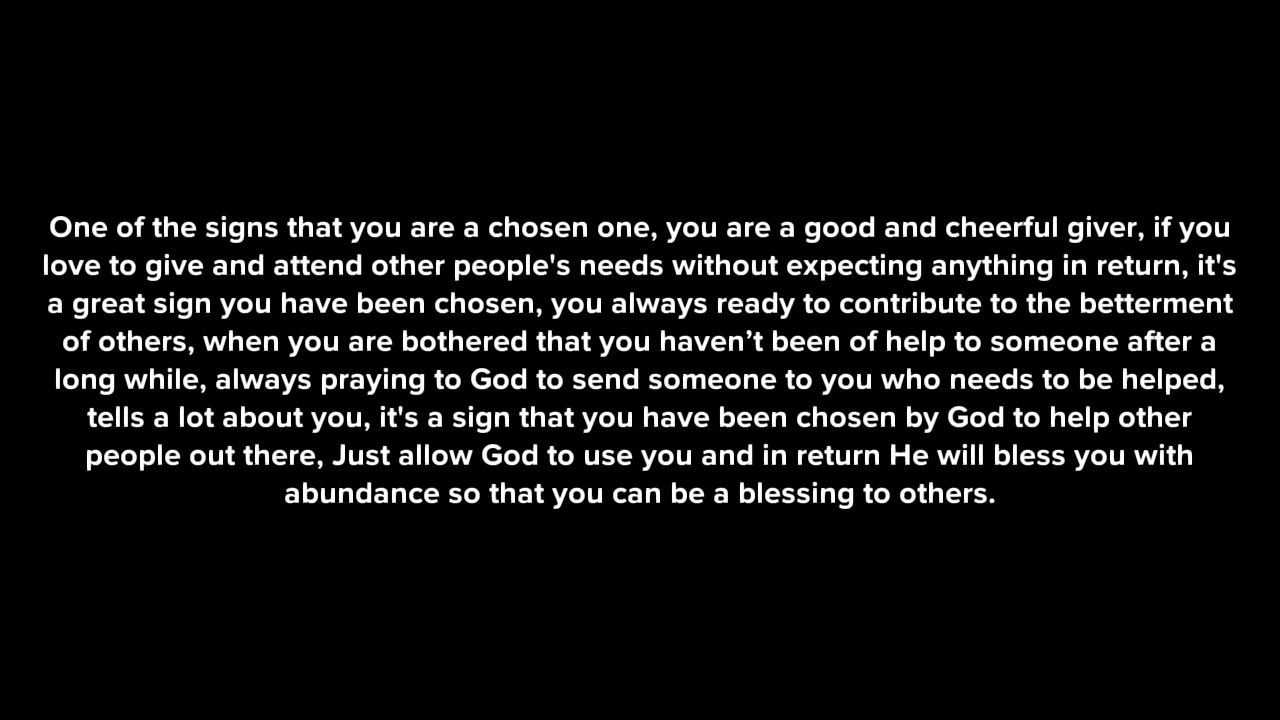 One of the signs that you are a chosen one, you are a good and cheerful giver, if you
love to give and attend other people's needs without expecting anything in return, it's
a great sign you have been chosen, you always ready to contribute to the betterment
of others, when you are bothered that you haven’t been of help to someone after a
long while, always praying to God to send someone to you who needs to be helped,
tells a lot about you, it's a sign that you have been chosen by God to help other
people out there, Just allow God to use you and in return He will bless you with
abundance so that you can be a blessing to others.